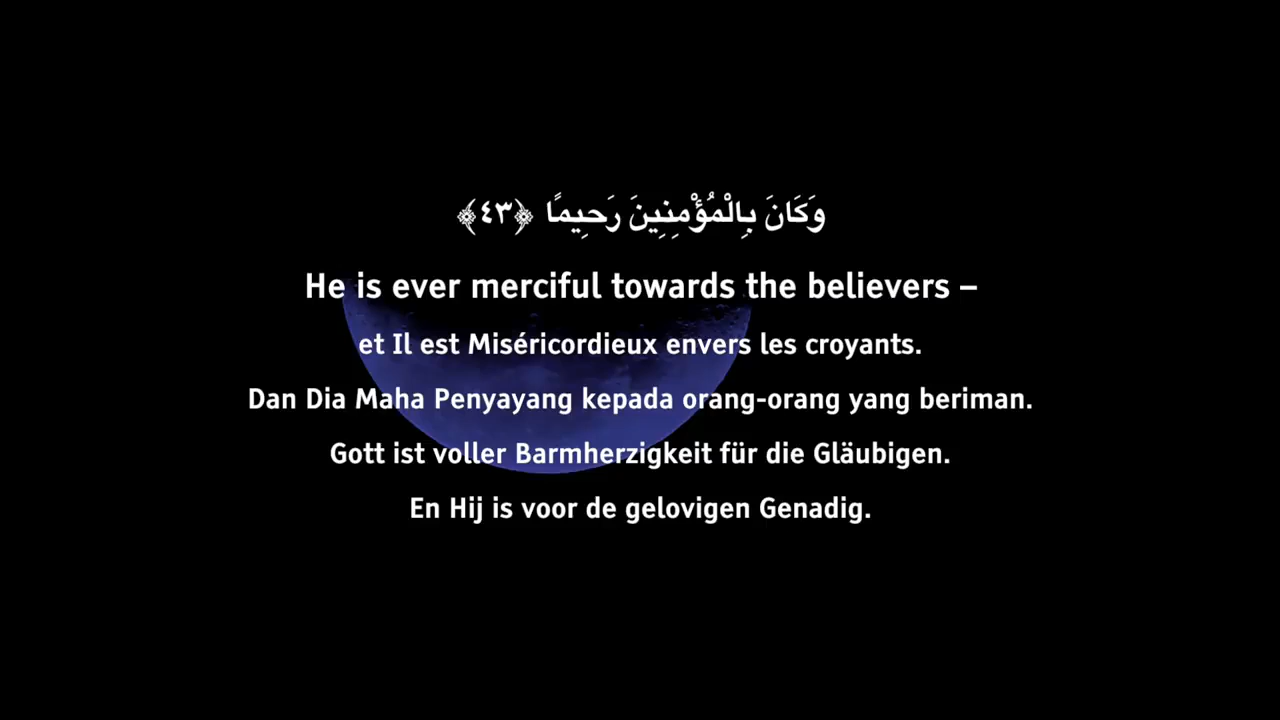 وَكَانَ بِالْمُؤْمِنِينَ رَحِيمًا ﴿٤٣﴾
He is ever merciful towards the believers –
et Il est Miséricordieux envers les croyants.
Dan Dia Maha Penyayang kepada orang-orang yang beriman.
Gott ist voller Barmherzigkeit für die Gläubigen.
En Hij is voor de gelovigen Genadig.